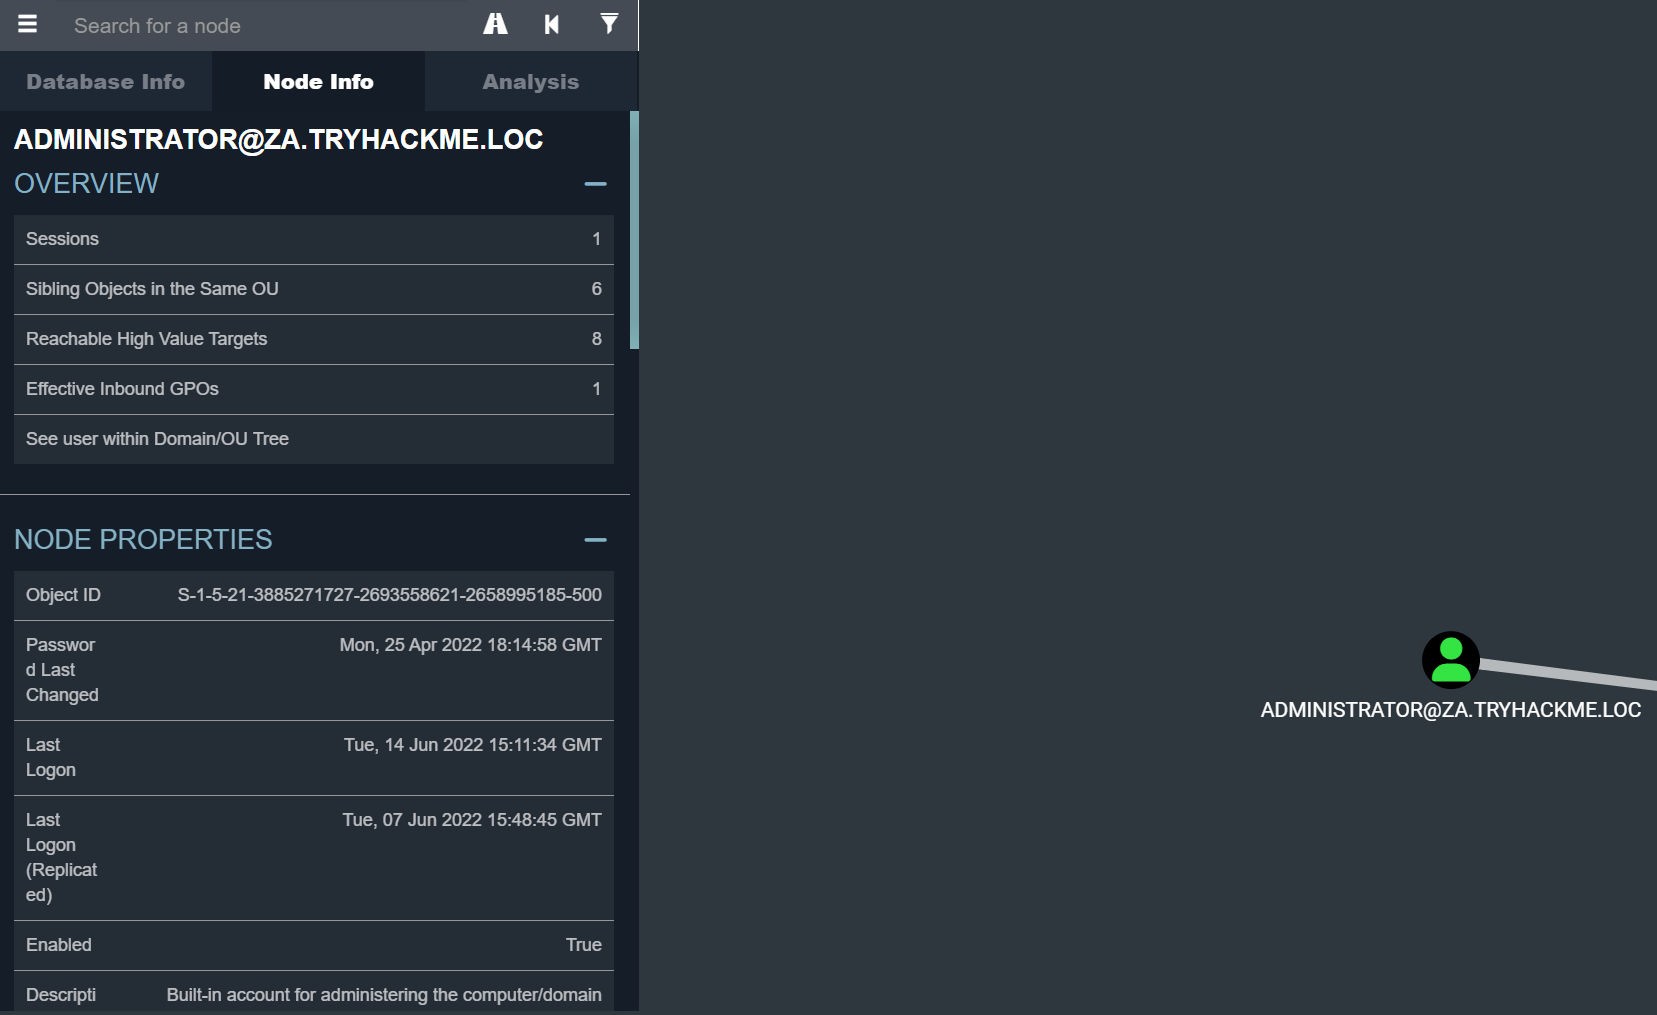 Search for a node
Database Info
Node Info
Analysis
ADMINISTRATOR@ZA.TRYHACKME.LOC
OVERVIEW
Sessions 1
Sibling Objects in the Same OU 6
Reachable High Value Targets 8
Effective Inbound GPOs 1
See user within Domain/OU Tree
NODE PROPERTIES
Object ID S-1-5-21-3885271727-2693558621-2658995185-500
Passwor Mon, 25 Apr 2022 18:14:58 GMT
d Last
Changed
Last Tue, 14 Jun 2022 15:11:34 GMT
Logon
Last Tue, 07 Jun 2022 15:48:45 GMT
Logon
(Replicat
ed)
Enabled True
Descripti Built-in account for administering the computer/domain
ADMINISTRATOR@ZA.TRYHACKME.LOC